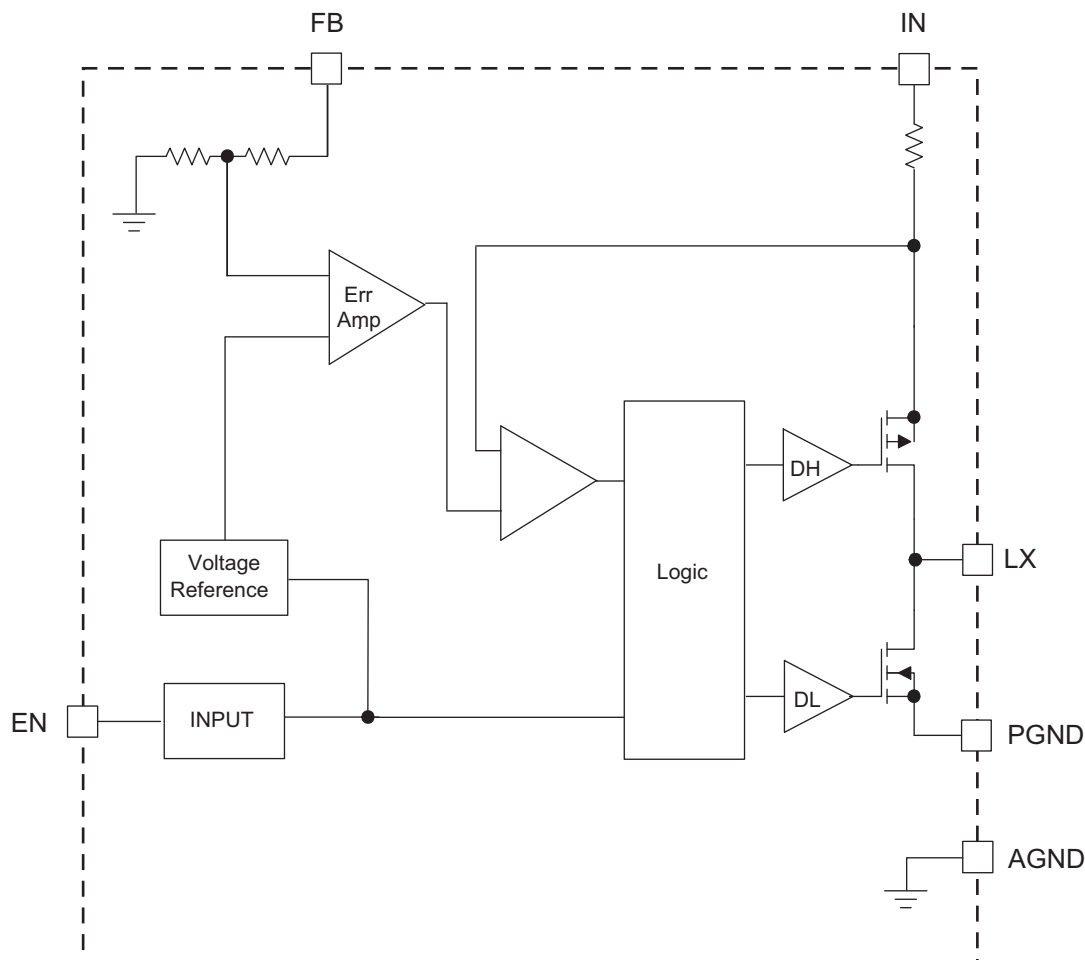 FB
IN
Err
Amp
DH
Voltage
Reference
Logic
LX
EN
INPUT
DL
PGND
AGND